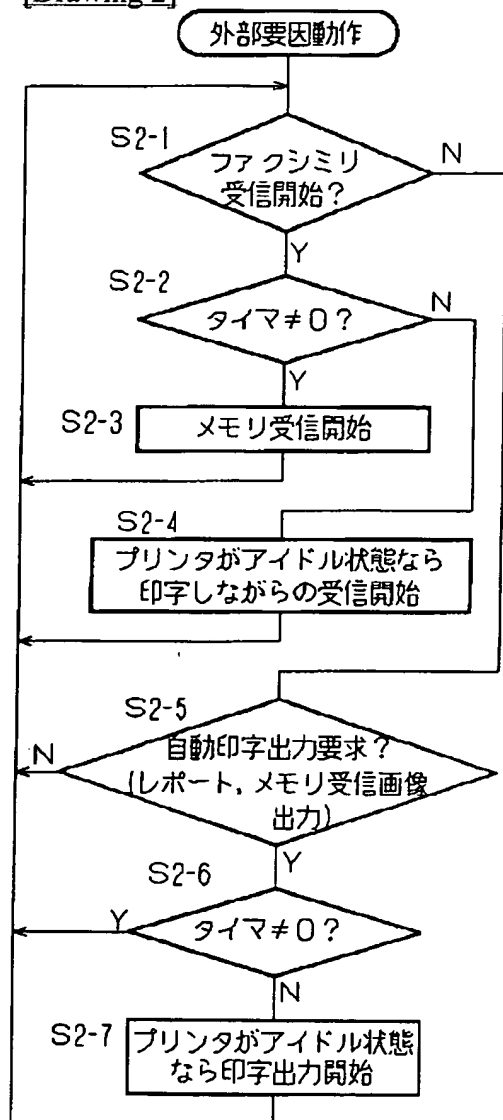 [Drawing 2]
外部要因動作
S2-1
ファクシミリ
受信開始?
N
Y
S2-2
タイマ≠0?
N
Y
S2-3
メモリ受信開始
S2-4
プリンタがアイドル状態なら
印字しながらの受信開始
S2-5
N
自動印字出力要求?
(レポート,メモリ受信画像
出力)
Y
S2-6
Y
タイマ≠0?
N
S2-7
プリンタがアイドル状態
なら印字出力開始